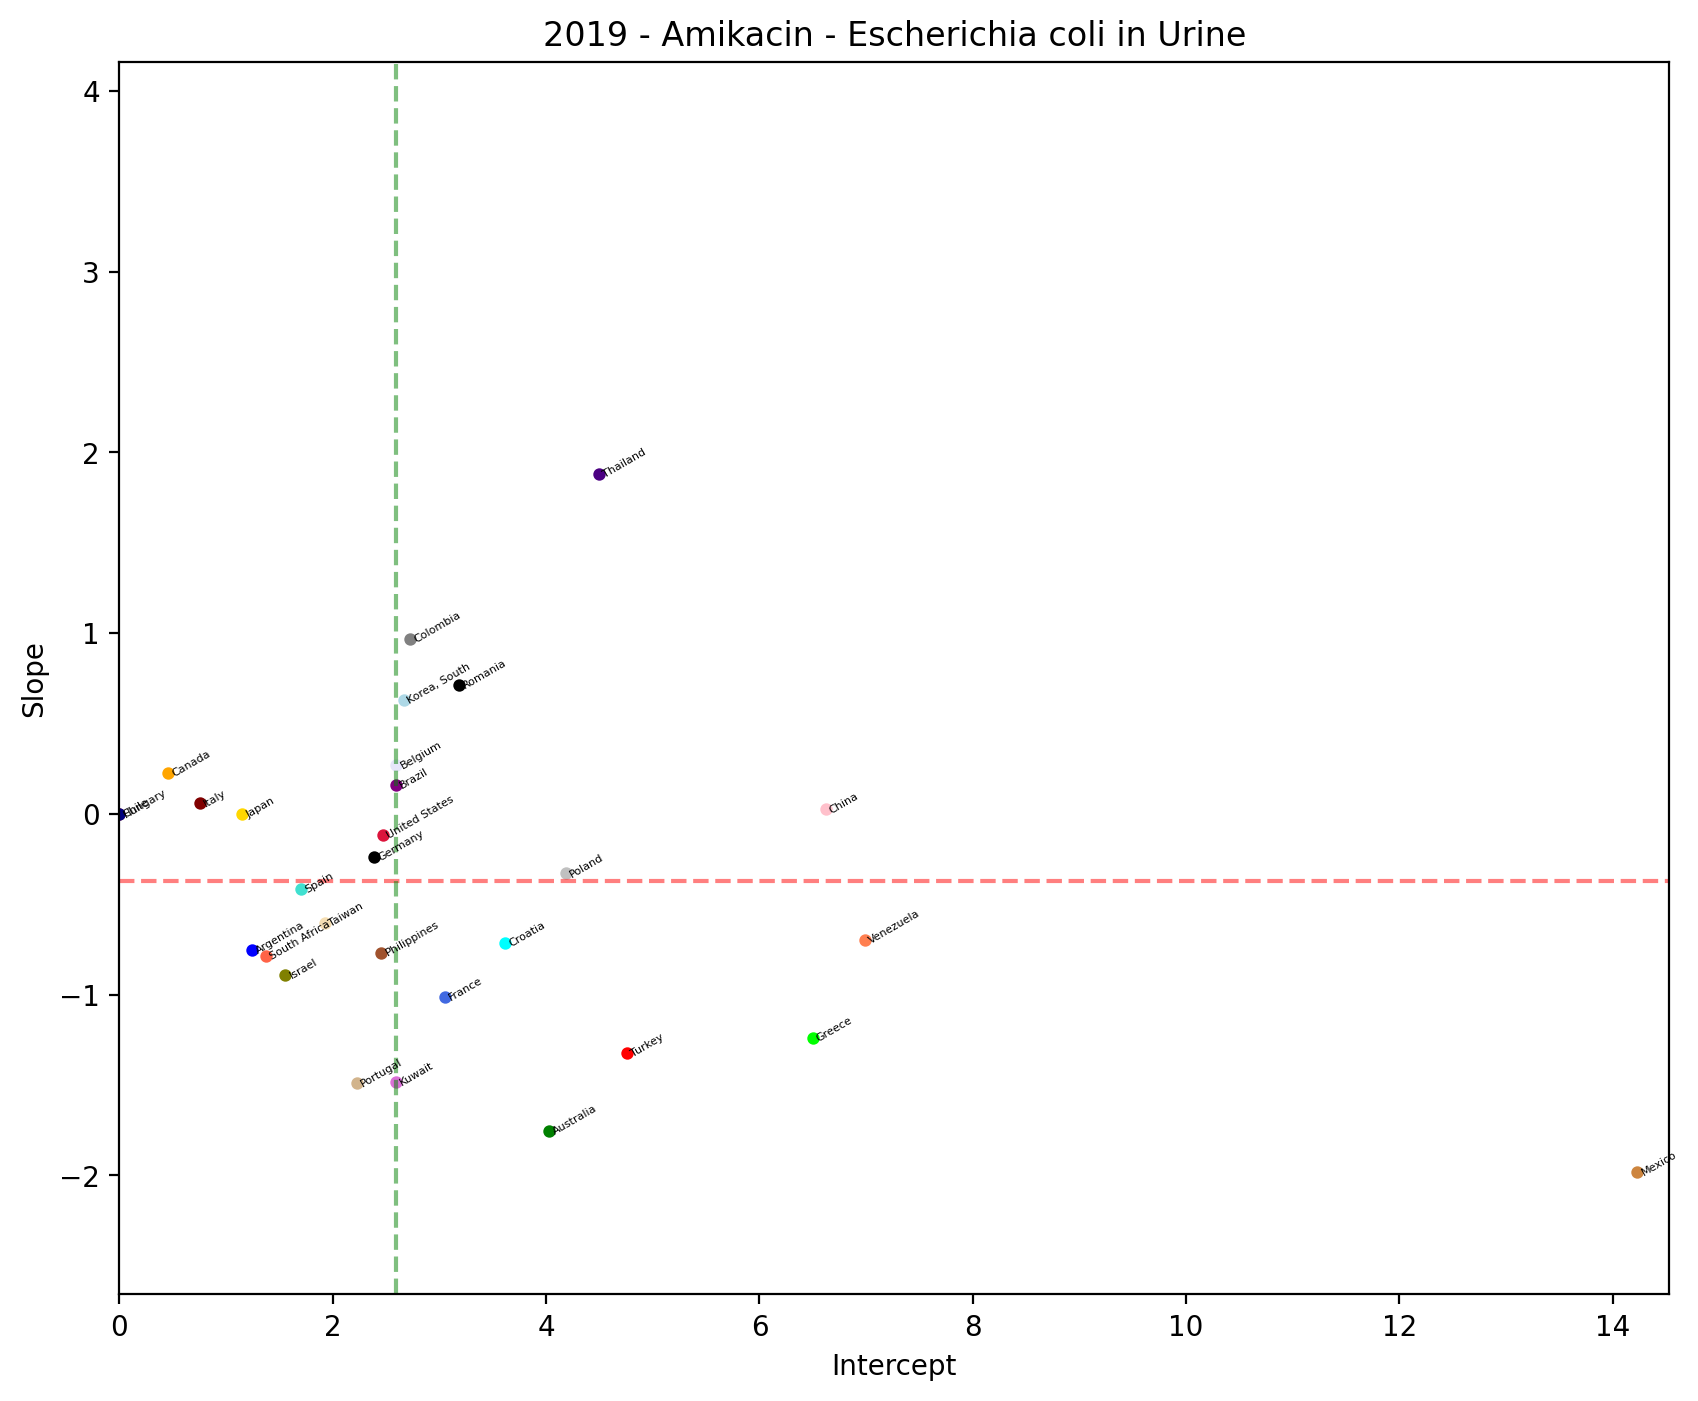 2019 - Amikacin - Escherichia coli in Urine
4
3
2
1
0
−1
−2
Slope
Thailand
Colombia
Korea, South
Romania
Belgium
Brazil
Canada
Hungary
Chile
Italy
Japan
China
United States
Germany
Poland
Spain
Taiwan
Argentina
South Africa
Israel
Philippines
Croatia
Venezuela
France
Greece
Turkey
Portugal
Kuwait
Australia
Mexico
0 2 4 6 8 10 12 14
Intercept